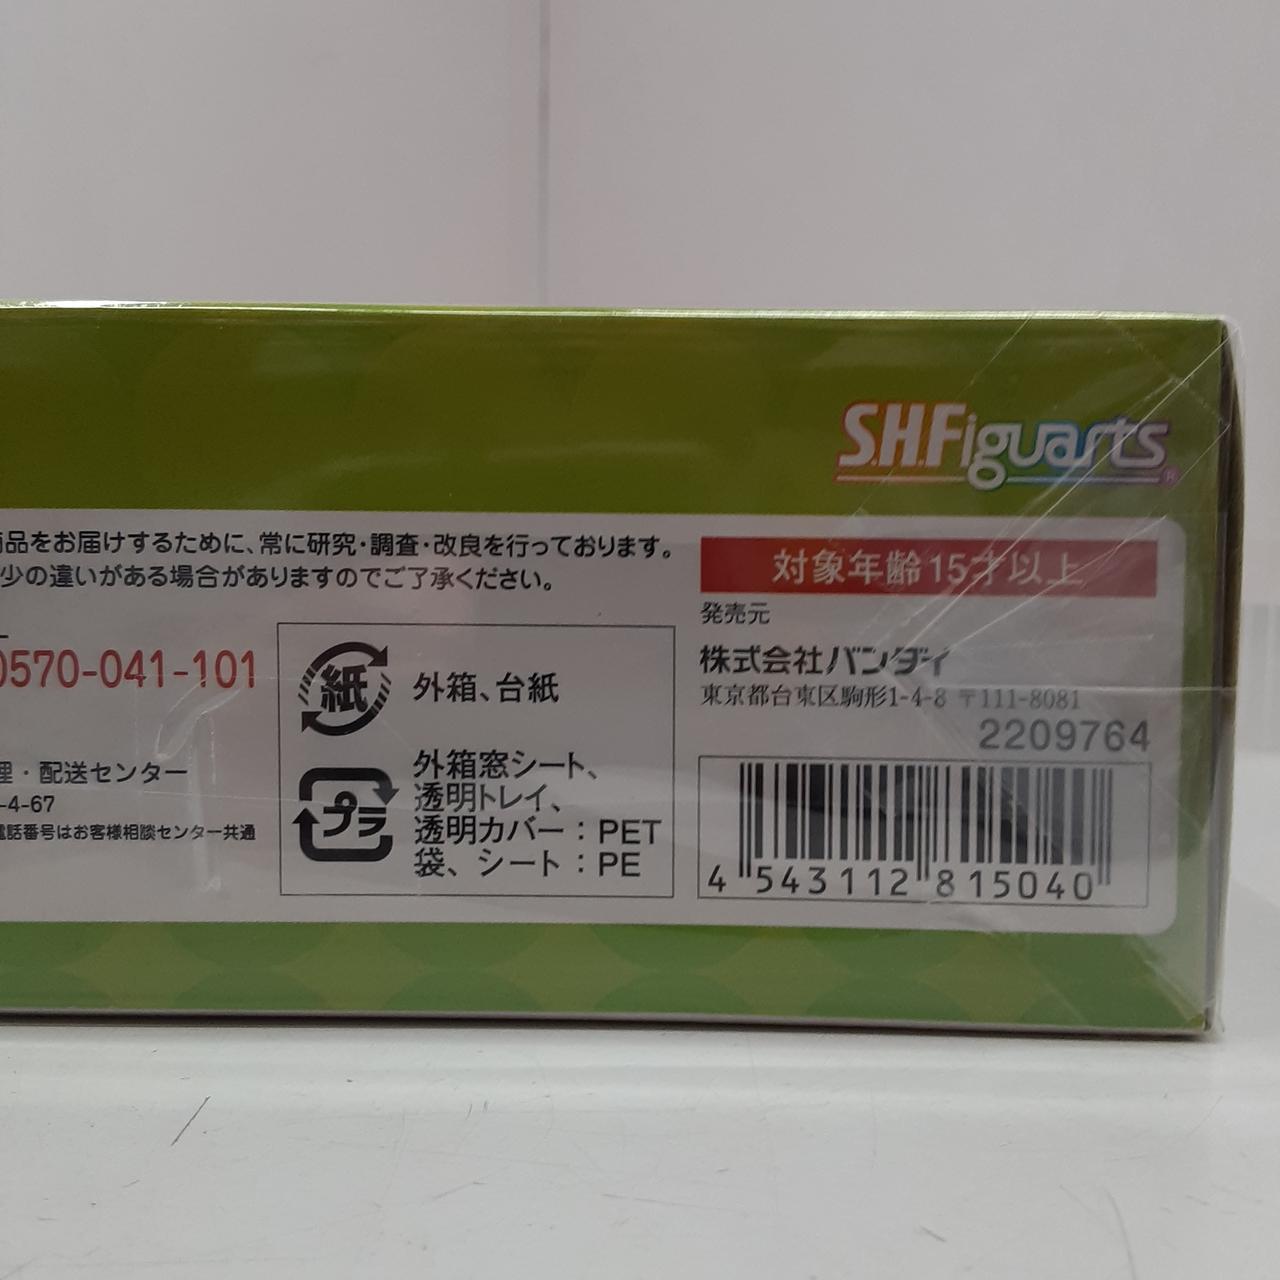 S.H.Figuarts
品をお届けするために、常に研究・調査・改良を行っております。
少の違いがある場合がありますのでご了承ください。
0570-041-101
理・配送センター
-4-67
電話番号はお客様相談センター共通
紙
外箱、台紙
プラ
外箱窓シート、
透明トレイ、
透明カバー：PET
袋、シート：PE
対象年齢15才以上
発売元
株式会社バンダイ
東京都台東区駒形1-4-8 〒111-8081
2209764
4 543112 815040